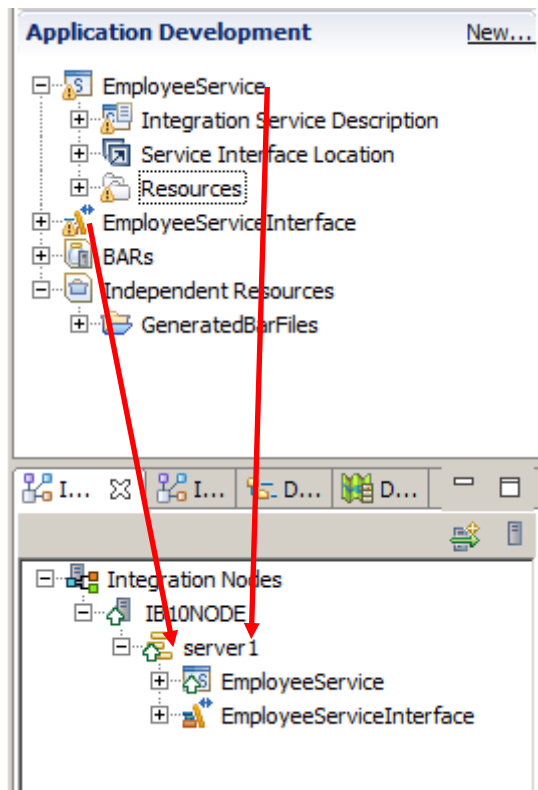 Application Development New...
EmployeeService
Integration Service Description
Service Interface Location
Resources
EmployeeServiceInterface
BARs
Independent Resources
GeneratedBarFiles
I... I... D... D...
Integration Nodes
IB10NODE
server1
EmployeeService
EmployeeServiceInterface